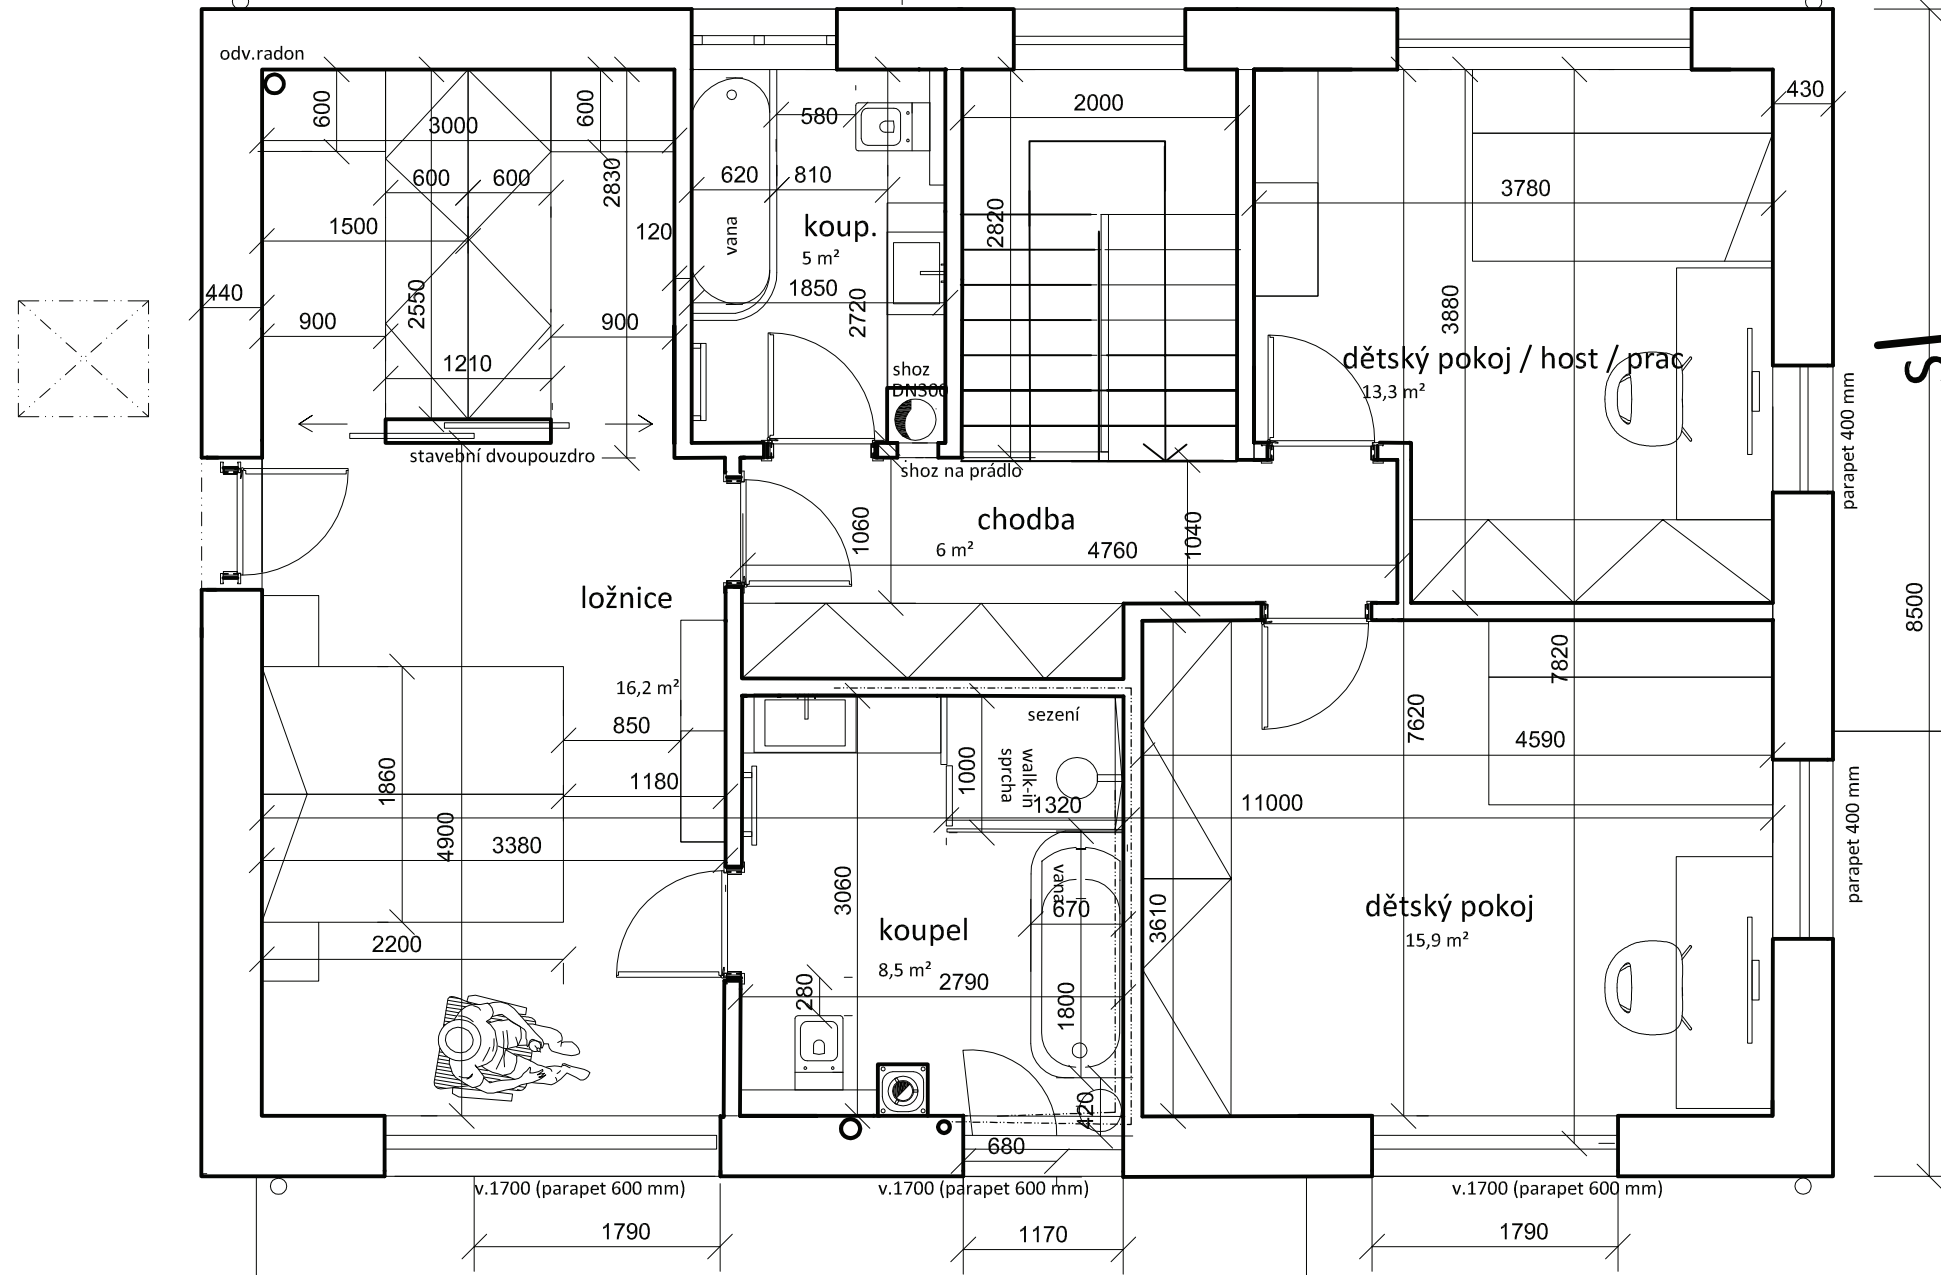 odv.radon
600
3000
600
600
600
2830
1500
120
440
900
2550
900
1210
stavební dvoupouzdro
580
620
810
vana
koup.
5 m²
1850
2720
shoz
DN300
shoz na prádlo
2000
2820
430
3780
3880
dětský pokoj / host / prac
13,3 m²
parapet 400 mm
chodba
6 m²
1060
4760
1040
8500
ložnice
16,2 m²
850
1860
1180
4900
3380
2200
sezení
walk-in
sprcha
1000
1320
11000
3060
vana
670
koupel
8,5 m²
2790
280
1800
420
680
7820
7620
4590
3610
dětský pokoj
15,9 m²
parapet 400 mm
v.1700 (parapet 600 mm)
v.1700 (parapet 600 mm)
v.1700 (parapet 600 mm)
1790
1170
1790